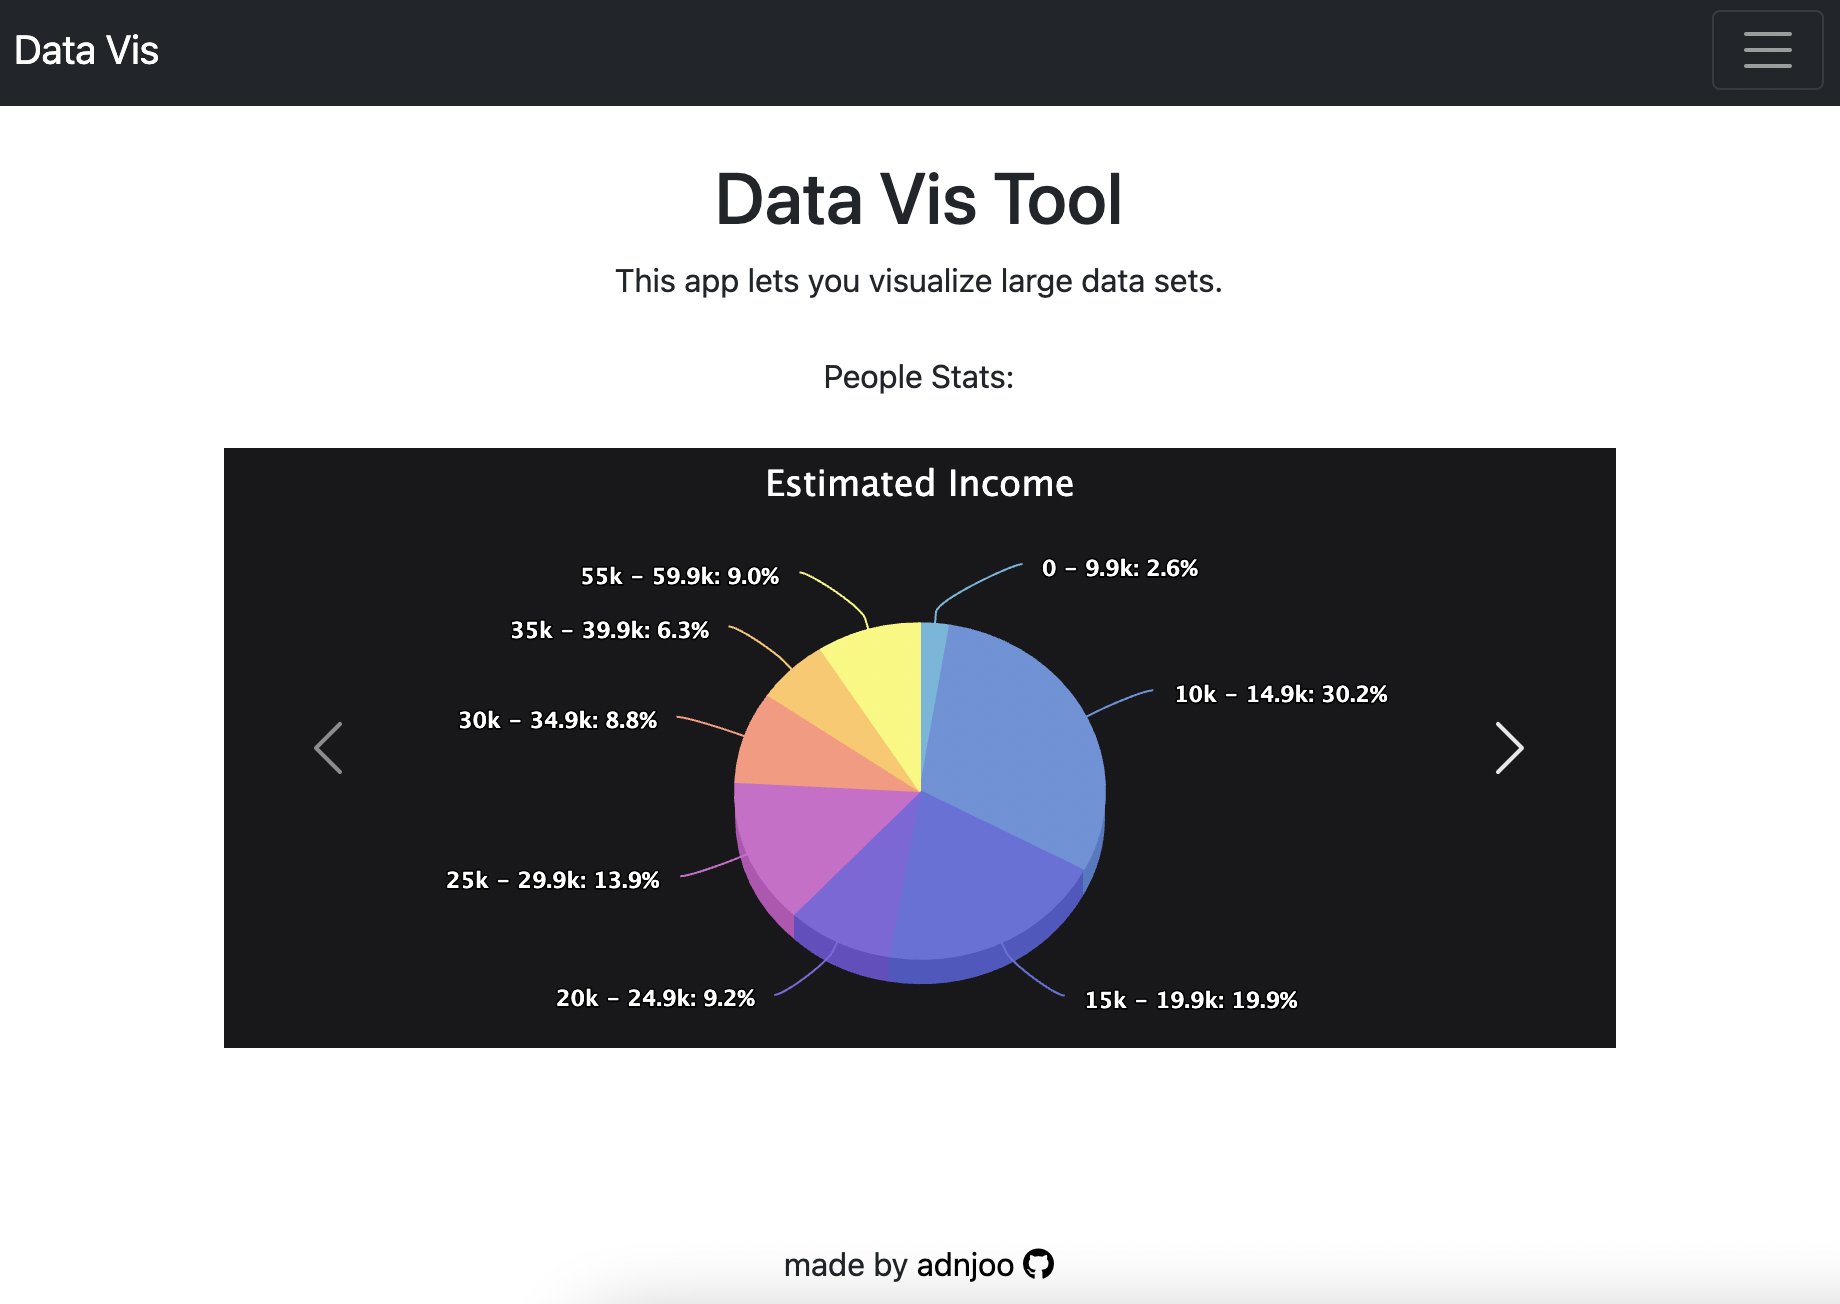 Data Vis
Data Vis Tool
This app lets you visualize large data sets.
People Stats:
Estimated Income
0 – 9.9k: 2.6%
55k – 59.9k: 9.0%
35k – 39.9k: 6.3%
10k – 14.9k: 30.2%
30k – 34.9k: 8.8%
25k – 29.9k: 13.9%
20k – 24.9k: 9.2%
15k – 19.9k: 19.9%
made by adnjoo